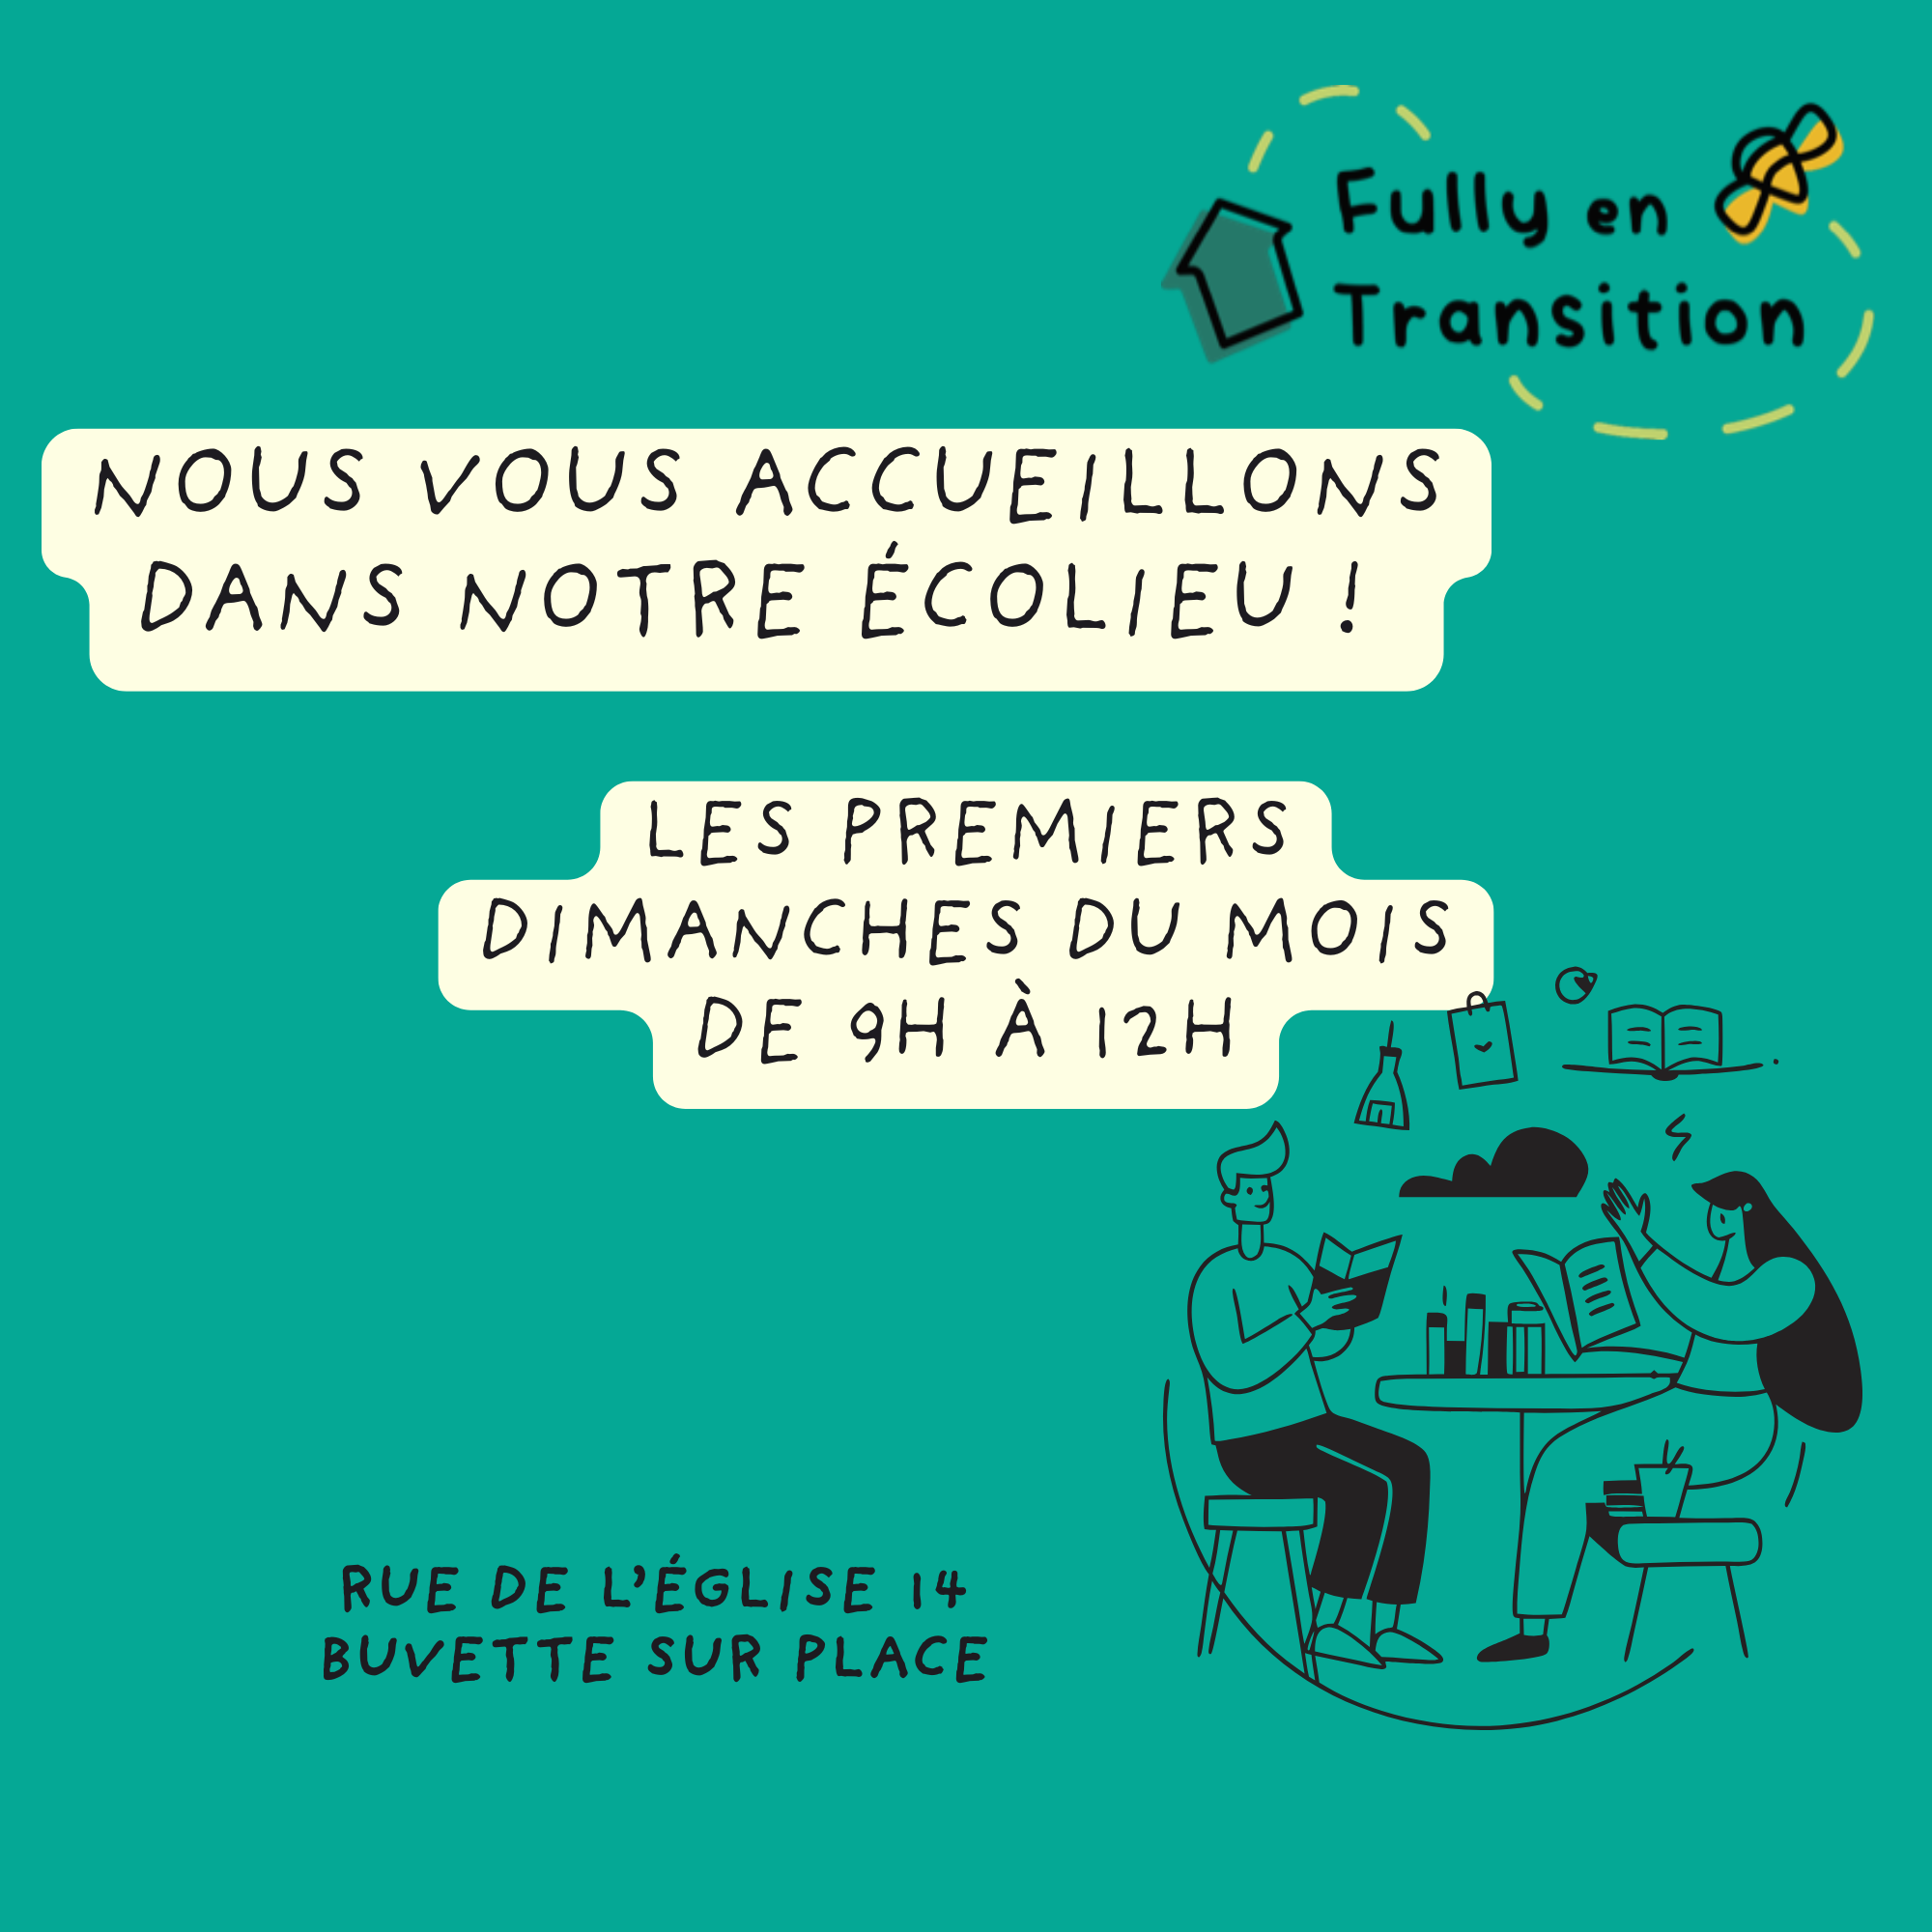 Fully en
Transition
NOUS VOUS ACCUEILLONS
DANS NOTRE ÉCOLIEU !
LES PREMIERS
DIMANCHES DU MOIS
DE 9H À 12H
RUE DE L'ÉGLISE 14
BUVETTE SUR PLACE